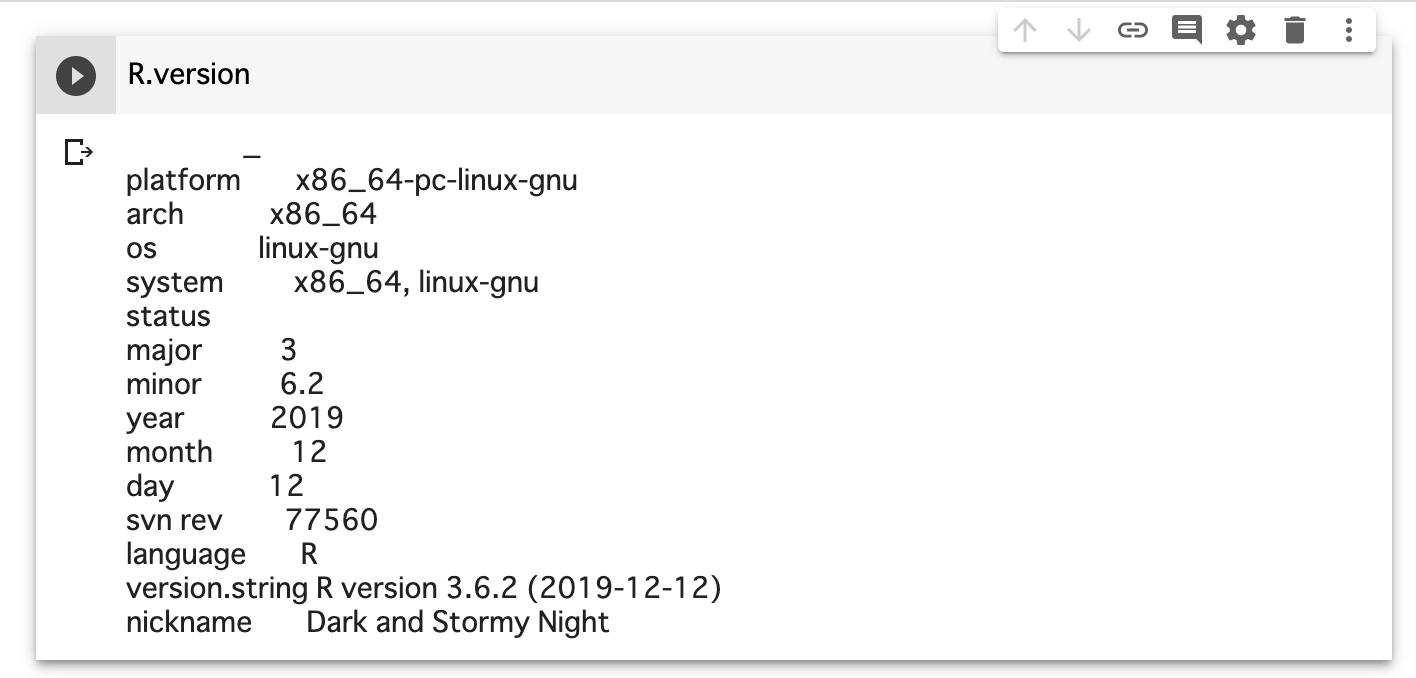 R.version
_
platform x86_64-pc-linux-gnu
arch x86_64
os linux-gnu
system x86_64, linux-gnu
status
major 3
minor 6.2
year 2019
month 12
day 12
svn rev 77560
language R
version.string R version 3.6.2 (2019-12-12)
nickname Dark and Stormy Night